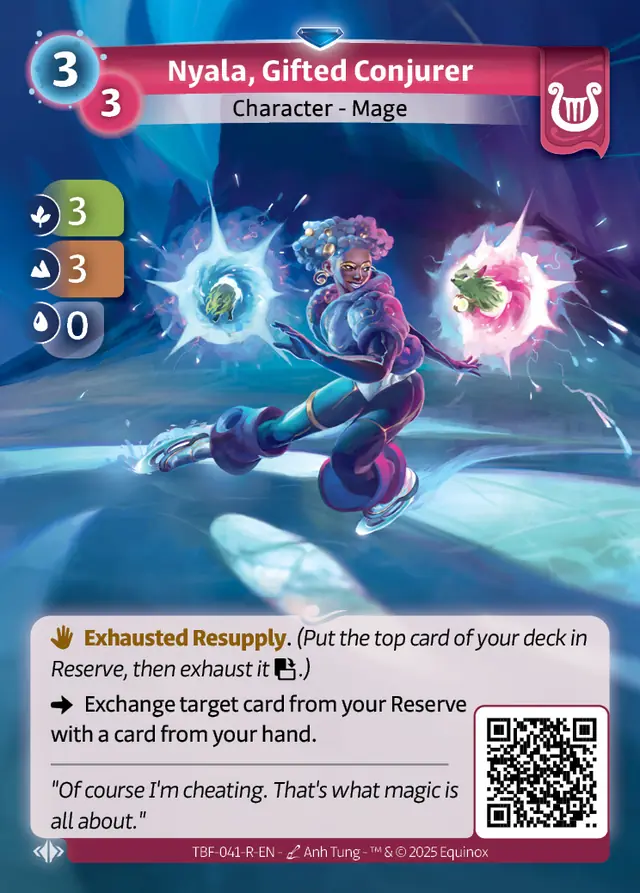 3
Nyala, Gifted Conjurer
3
Character - Mage
3
3
0
Exhausted Resupply. (Put the top card of your deck in
Reserve, then exhaust it .)
Exchange target card from your Reserve
with a card from your hand.
"Of course I'm cheating. That's what magic is
all about."
TBF-041-R-EN - Anh Tung - ™ & © 2025 Equinox